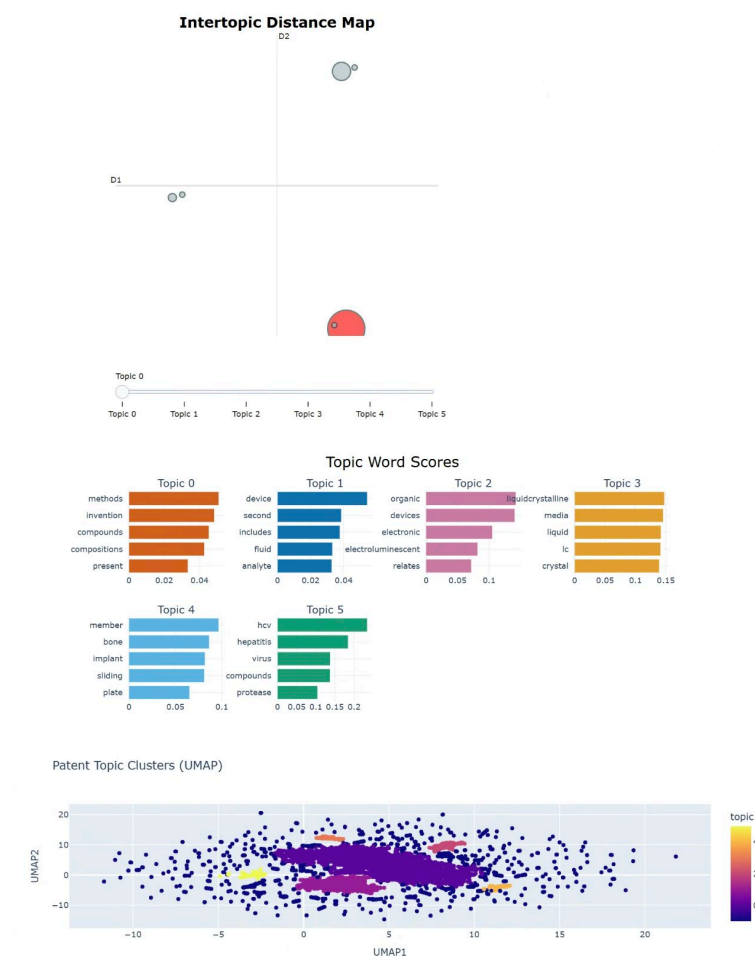 Intertopic Distance Map
D2
D1
Topic 0
Topic 0 Topic 1 Topic 2 Topic 3 Topic 4 Topic 5
Topic Word Scores
Topic 0 Topic 1 Topic 2 Topic 3
methods device organic liquidcrystalline
invention second devices media
compounds includes electronic liquid
compositions fluid electroluminescent lc
present analyte relates crystal
0 0.02 0.04 0 0.02 0.04 0 0.05 0.1 0 0.05 0.1 0.15
Topic 4 Topic 5
member hcv
bone hepatitis
implant virus
sliding compounds
plate protease
0 0.05 0.1 0 0.05 0.1 0.15 0.2
Patent Topic Clusters (UMAP)
topic
20
10
0
−10
UMAP2
−10 −5 0 5 10 15 20
UMAP1